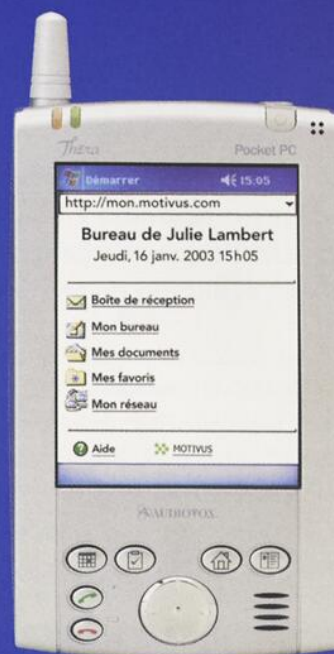 Thera
Pocket PC
Démarrer
15:05
http://mon.motivus.com
Bureau de Julie Lambert
Jeudi, 16 janv. 2003 15h05
Boîte de réception
Mon bureau
Mes documents
Mes favoris
Mon réseau
Aide
MOTIVUS
AUDIOVOX